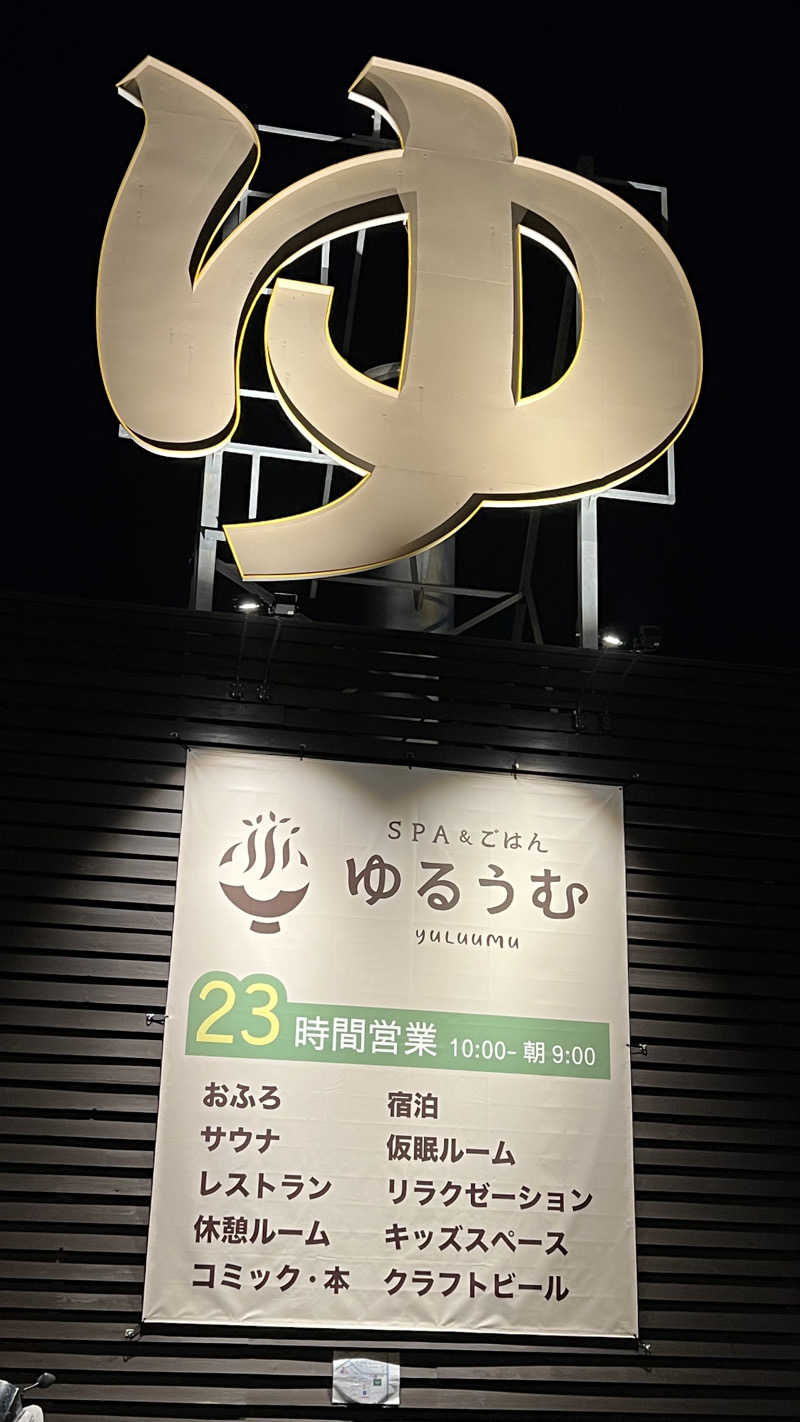 ゆ
SPA&ごはん
ゆるうむ
YULUUMU
23時間営業 10:00-朝9:00
おふろ
サウナ
レストラン
休憩ルーム
コミック・本
宿泊
仮眠ルーム
リラクゼーション
キッズスペース
クラフトビール